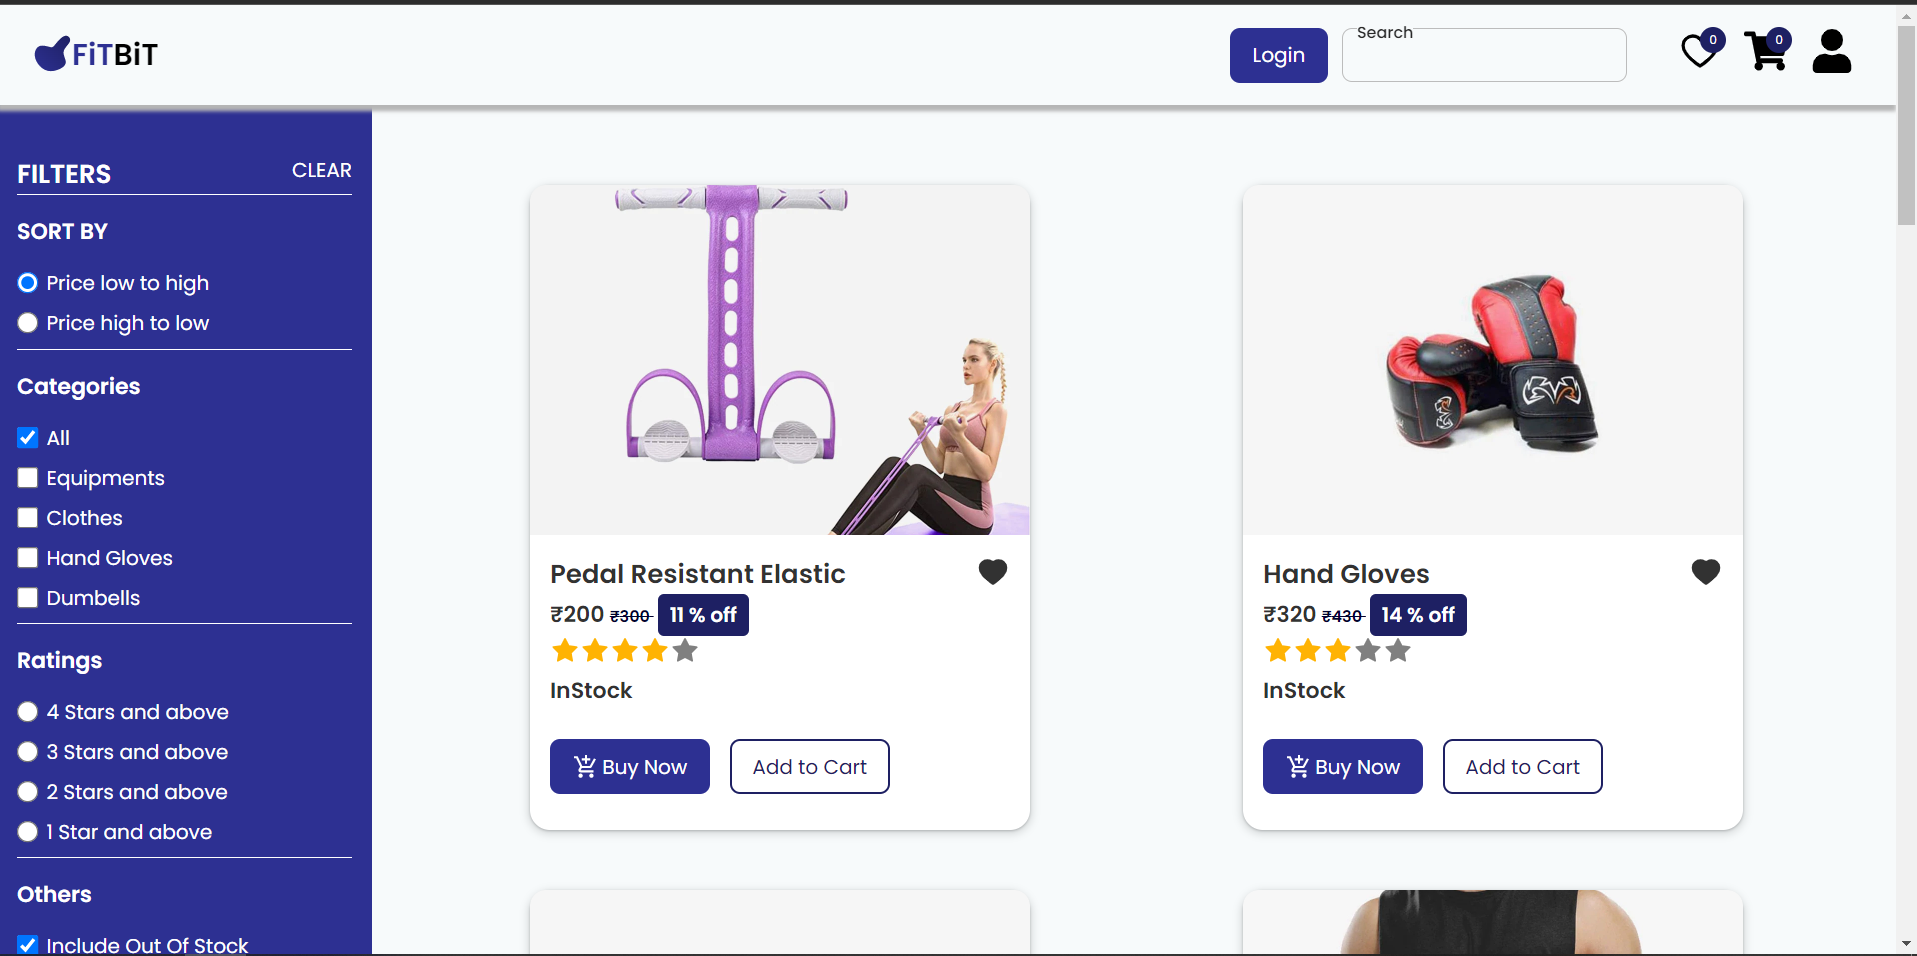 FiTBiT
Login
Search
0
0
FILTERS
CLEAR
SORT BY
Price low to high
Price high to low
Categories
All
Equipments
Clothes
Hand Gloves
Dumbells
Ratings
4 Stars and above
3 Stars and above
2 Stars and above
1 Star and above
Others
Include Out Of Stock
Pedal Resistant Elastic
₹200 ₹300 11 % off
InStock
Buy Now
Add to Cart
Hand Gloves
₹320 ₹430 14 % off
InStock
Buy Now
Add to Cart